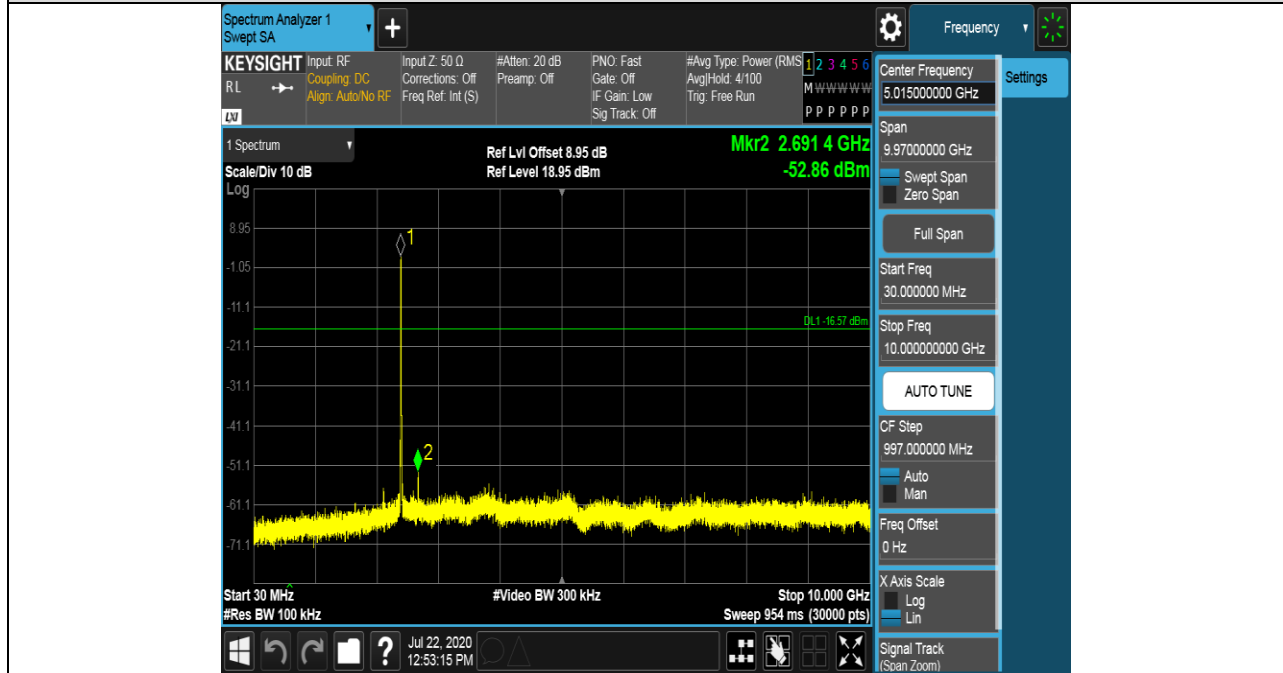 Spectrum Analyzer 1
Swept SA
+
Frequency
KEYSIGHT
RL
LXI
Input: RF
Coupling: DC
Align: Auto/No RF
Input Z: 50 Ω
Corrections: Off
Freq Ref: Int (S)
#Atten: 20 dB
Preamp: Off
PNO: Fast
Gate: Off
IF Gain: Low
Sig Track: Off
#Avg Type: Power (RMS
Avg|Hold: 4/100
Trig: Free Run
1 2 3 4 5 6
M W W W W W
P P P P P P
1 Spectrum
Scale/Div 10 dB
Log
Ref Lvl Offset 8.95 dB
Ref Level 18.95 dBm
Mkr2 2.691 4 GHz
-52.86 dBm
8.95
-1.05
-11.1
-21.1
-31.1
-41.1
-51.1
-61.1
-71.1
1
2
DL1 -16.57 dBm
Start 30 MHz
#Res BW 100 kHz
#Video BW 300 kHz
Stop 10.000 GHz
Sweep 954 ms (30000 pts)
Center Frequency
5.015000000 GHz
Settings
Span
9.97000000 GHz
Swept Span
Zero Span
Full Span
Start Freq
30.000000 MHz
Stop Freq
10.000000000 GHz
AUTO TUNE
CF Step
997.000000 MHz
Auto
Man
Freq Offset
0 Hz
X Axis Scale
Log
Lin
Signal Track
(Span Zoom)
?
Jul 22, 2020
12:53:15 PM